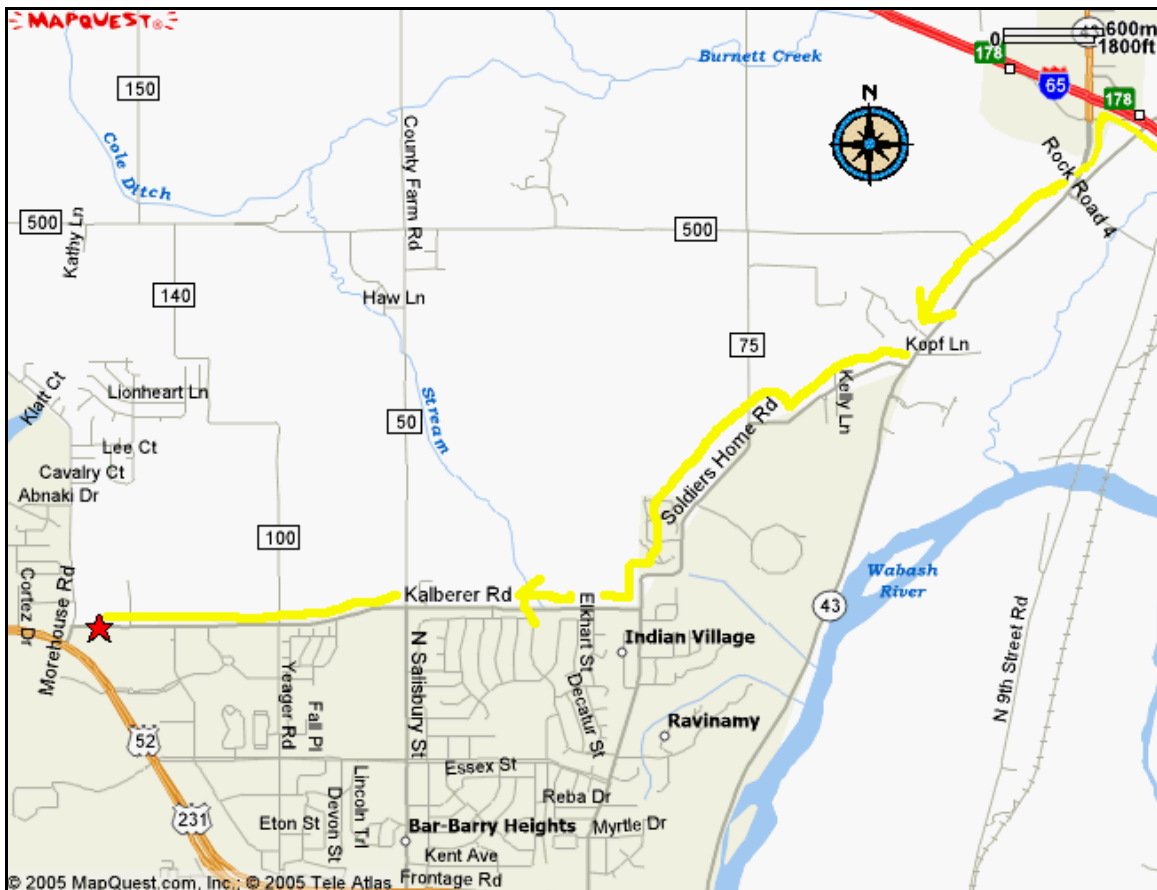 MAPQUEST®
150
Burnett Creek
43
0
600m
1800ft
178
65
178
N
Cole Ditch
County Farm Rd
Rock Road 4
500
Kathy Ln
500
140
Haw Ln
75
Kopf Ln
Kelly Ln
Klatt Ct
Lionheart Ln
Stream
50
Lee Ct
Cavalry Ct
Abnaki Dr
Soldiers Home Rd
100
Cortez Dr
Morehouse Rd
Kalberer Rd
Elkhart St
Wabash
River
43
Indian Village
N 9th Street Rd
Yeager Rd
Fall Pl
N Salisbury St
Decatur St
Ravinamy
52
Essex St
Reba Dr
231
Eton St
Devon St
Lincoln Trl
Bar-Barry Heights
Myrtle Dr
Kent Ave
Frontage Rd
© 2005 MapQuest.com, Inc.; © 2005 Tele Atlas